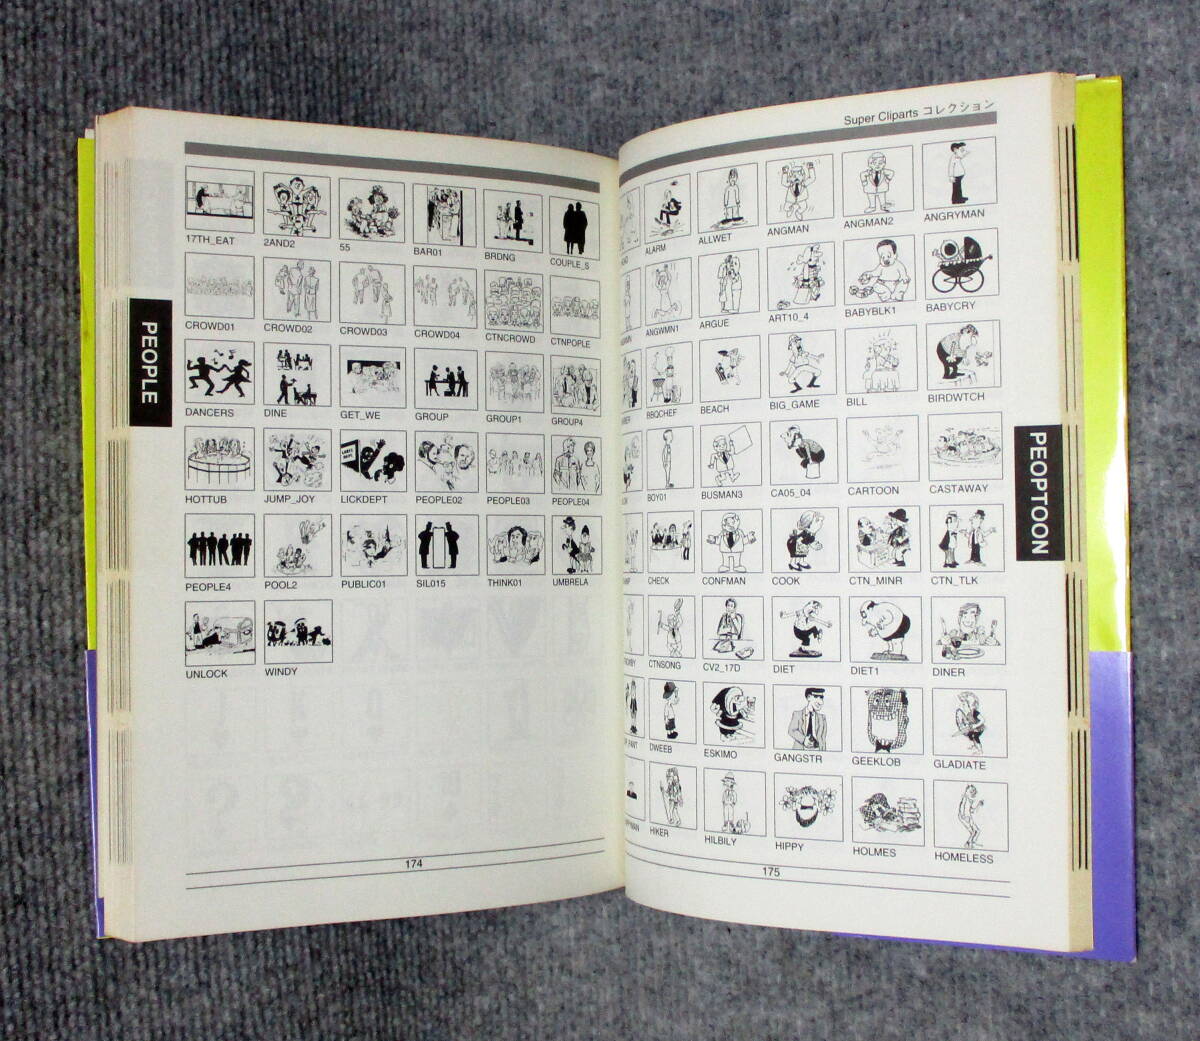 PEOPLE
17TH_EAT 2AND2 55 BAR01 BRDNG COUPLE_S
CROWD01 CROWD02 CROWD03 CROWD04 CTNCROWD CTNPOPLE
DANCERS DINE GET_WE GROUP GROUP1 GROUP4
HOTTUB JUMP_JOY LICKDEPT PEOPLE02 PEOPLE03 PEOPLE04
PEOPLE4 POOL2 PUBLIC01 SIL015 THINK01 UMBRELA
UNLOCK WINDY
174
Super Cliparts コレクション
ALARM ALLWET ANGMAN ANGMAN2 ANGRYMAN
ANGWMN1 ARGUE ART10_4 BABYBLK1 BABYCRY
BBQCHEF BEACH BIG_GAME BILL BIRDWTCH
BOY01 BUSMAN3 CA05_04 CARTOON CASTAWAY
CHECK CONFMAN COOK CTN_MINR CTN_TLK
CTNSONG CV2_17D DIET DIET1 DINER
DWEEB ESKIMO GANGSTR GEEKLOB GLADIATE
HIKER HILBILY HIPPY HOLMES HOMELESS
PEOPTOON
175